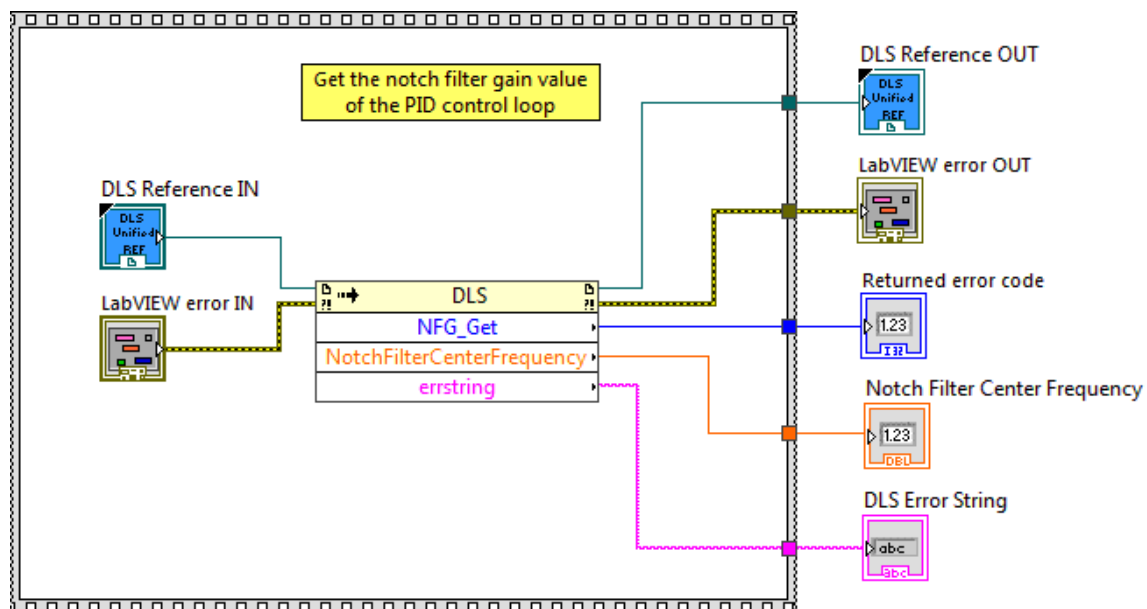 DLS Reference OUT
Get the notch filter gain value
of the PID control loop
DLS
Unified
REF
LabVIEW error OUT
DLS Reference IN
DLS
Unified
REF
Returned error code
LabVIEW error IN
DLS
1.23
I32
NFG_Get
NotchFilterCenterFrequency
errstring
Notch Filter Center Frequency
1.23
DBL
DLS Error String
abc
abc